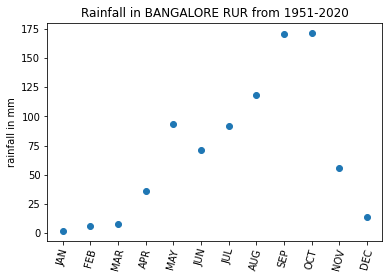 Rainfall in BANGALORE RUR from 1951-2020
rainfall in mm
175
150
125
100
75
50
25
0
JAN
FEB
MAR
APR
MAY
JUN
JUL
AUG
SEP
OCT
NOV
DEC